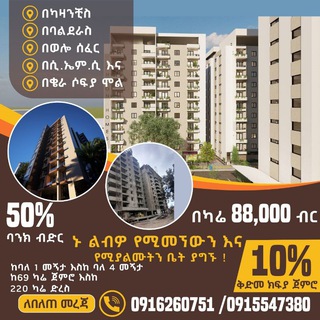 በካዛንቺስ
በባልደራስ
በወሎ ሰፈር
በሲ.ኤም.ሲ እና
በቄራ ሶፍያ ሞል
50%
ባንክ ብድር
በካሬ 88,000 ብር
ኑ ልብዎ የሚመኘውን እና
የሚያልሙትን ቤት ያግኙ !
ከባለ 1 መኝታ እስከ ባለ 4 መኝታ
ከ69 ካሬ ጀምሮ እስከ
220 ካሬ ድረስ
10%
ቅድመ ክፍያ ጀምሮ
ለበለጠ መረጃ
0916260751 /0915547380